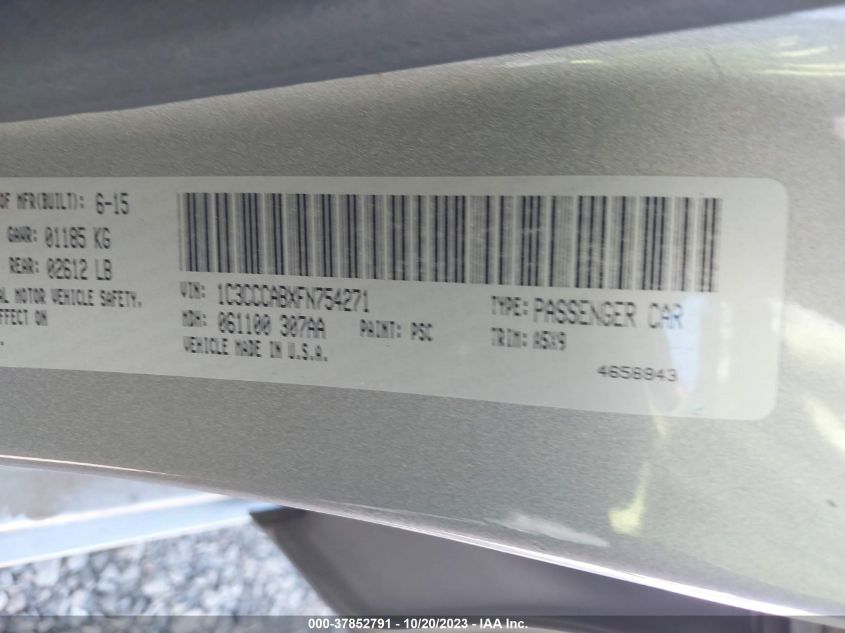 OF MFR(BUILT): 6-15
GAWR: 01185 KG
REAR: 02612 LB
AL MOTOR VEHICLE SAFETY,
FFECT ON
VIN: 1C3CCCABXFN754271
TYPE: PASSENGER CAR
MDH: 061100 307AA
PAINT: PSC
TRIM: A5X9
VEHICLE MADE IN U.S.A.
4658943
000-37852791 - 10/20/2023 - IAA Inc.